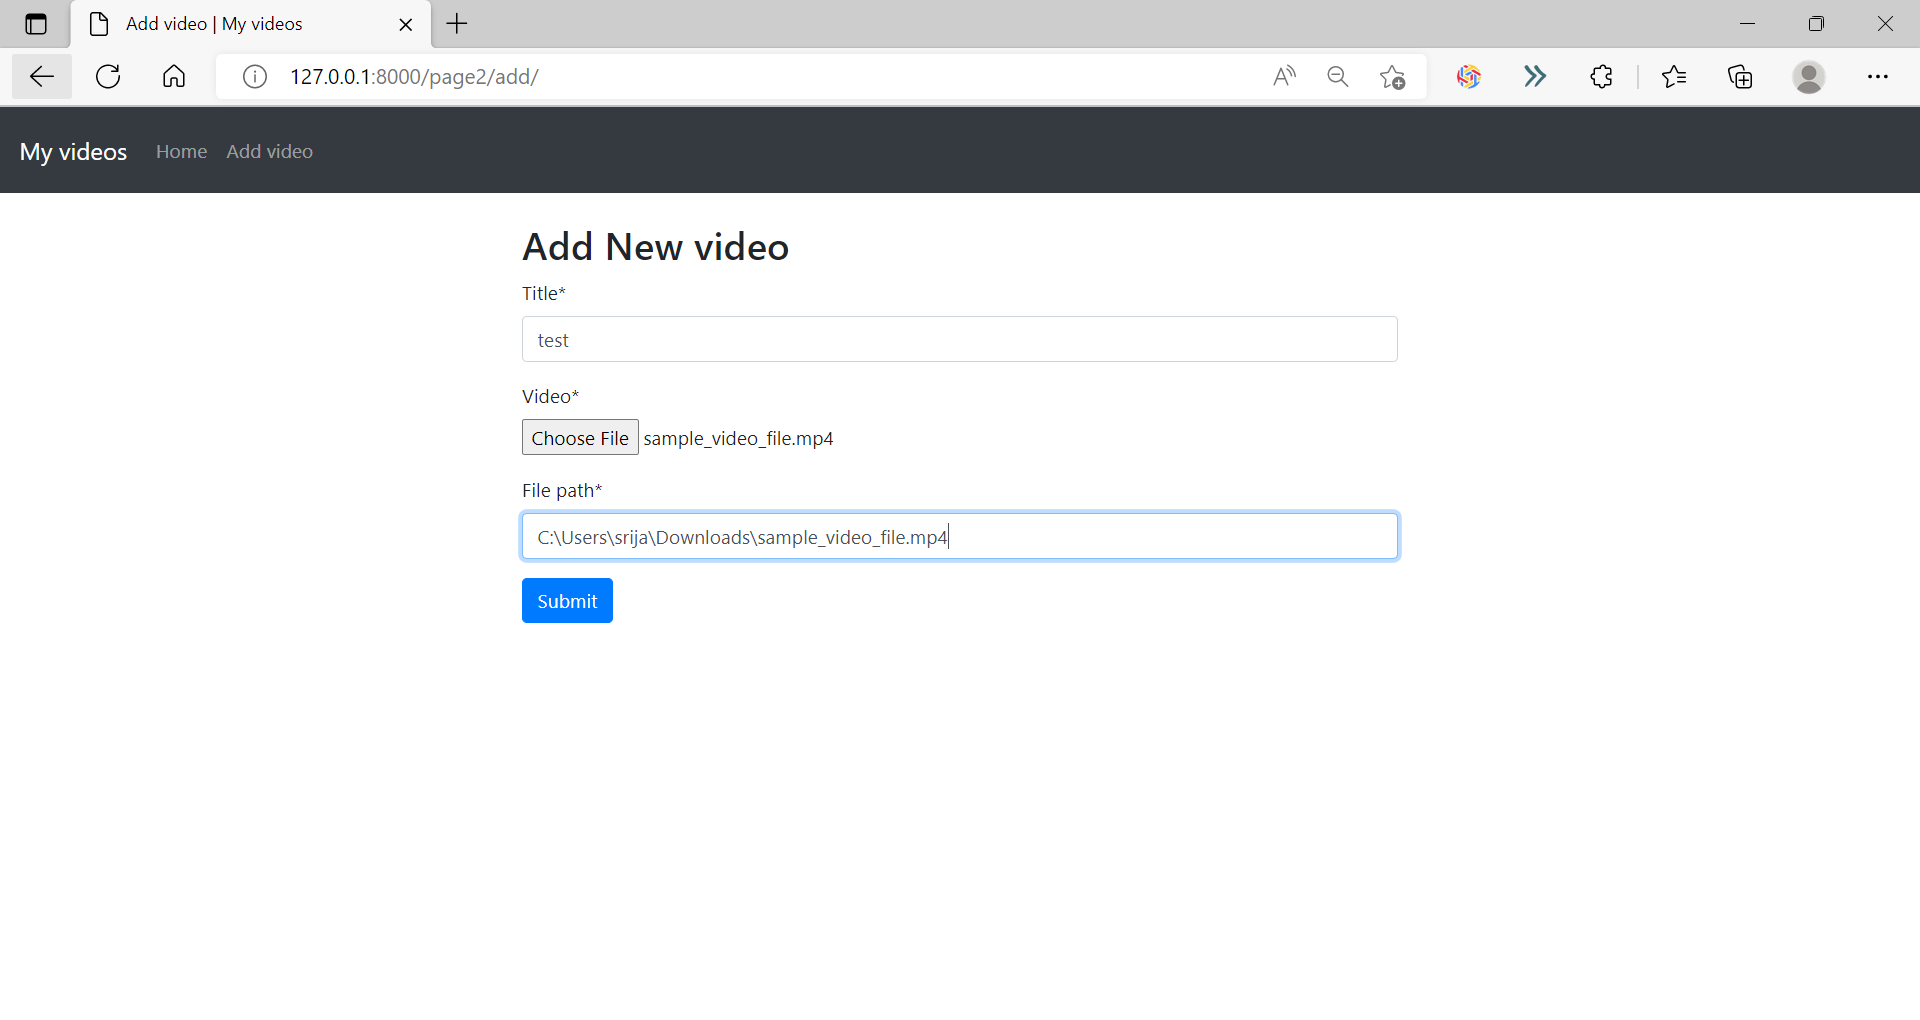 Add video | My videos
127.0.0.1:8000/page2/add/
My videos Home Add video
Add New video
Title*
test
Video*
Choose File sample_video_file.mp4
File path*
C:\Users\srija\Downloads\sample_video_file.mp4
Submit